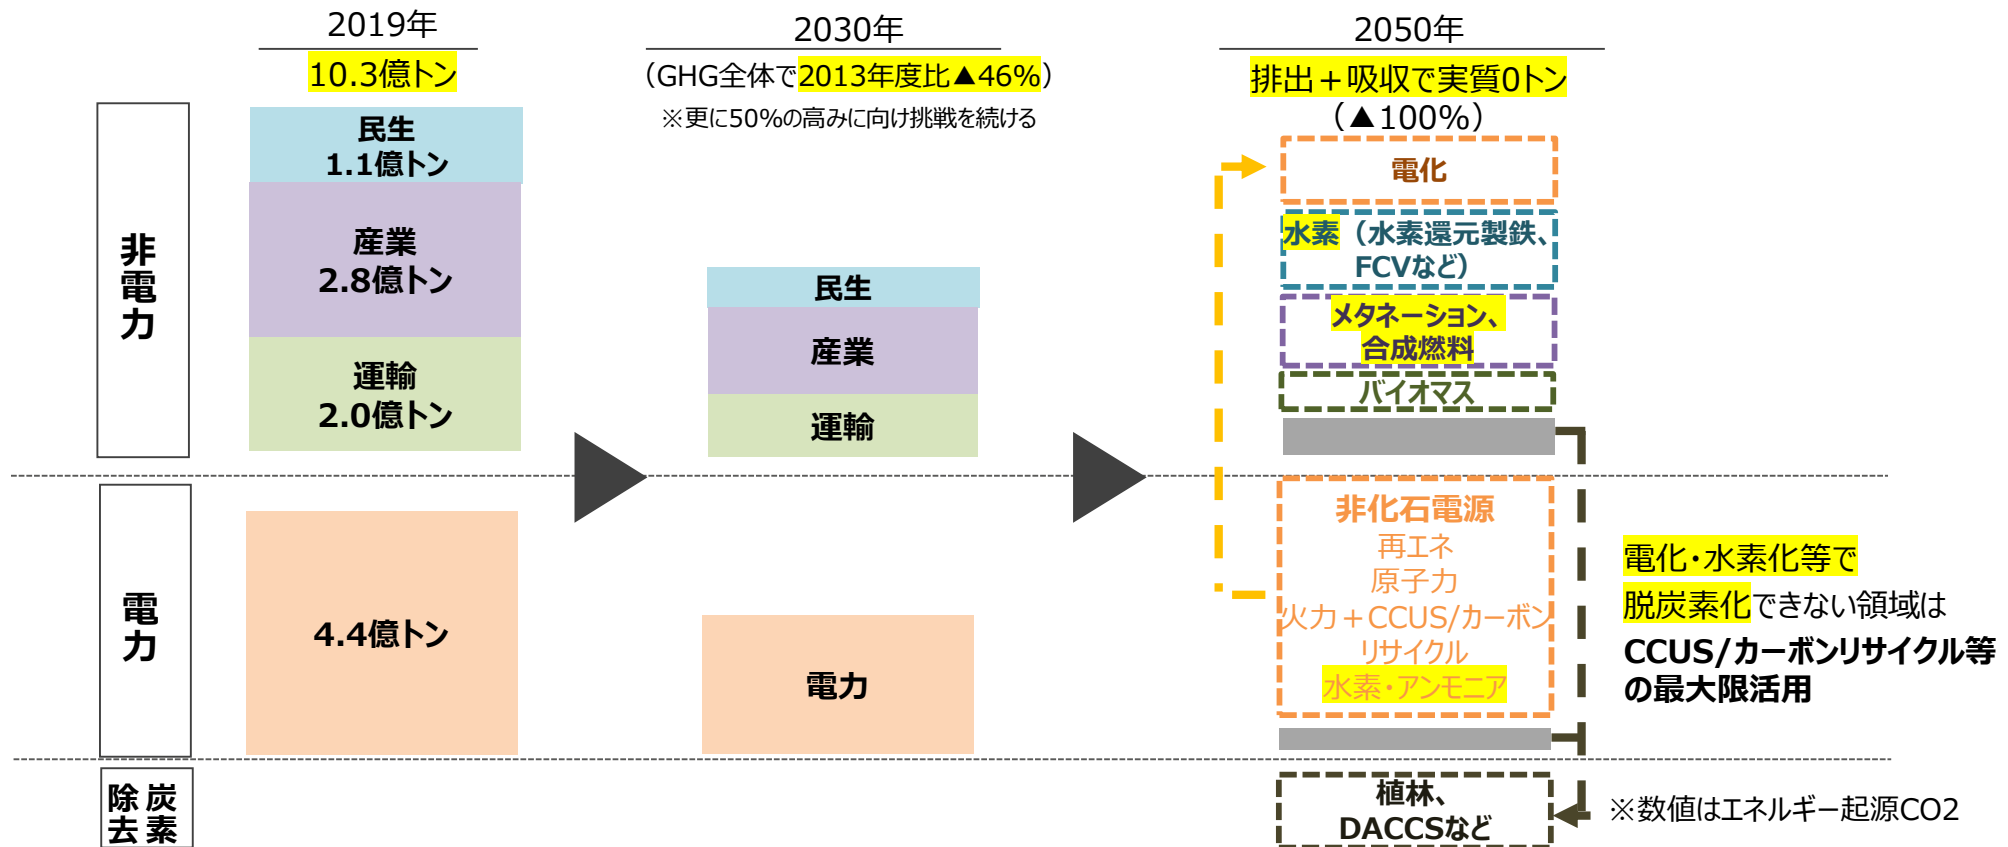 2019年
10.3億トン
2030年
（GHG全体で2013年度比▲46%）
※更に50%の高みに向け挑戦を続ける
2050年
排出＋吸収で実質0トン
（▲100%）
非電力
民生
1.1億トン
産業
2.8億トン
運輸
2.0億トン
民生
産業
運輸
電化
水素（水素還元製鉄、
FCVなど）
メタネーション、
合成燃料
バイオマス
電力
4.4億トン
電力
非化石電源
再エネ
原子力
火力＋CCUS/カーボン
リサイクル
水素・アンモニア
電化・水素化等で
脱炭素化できない領域は
CCUS/カーボンリサイクル等
の最大限活用
炭素
除去
植林、
DACCSなど
※数値はエネルギー起源CO2